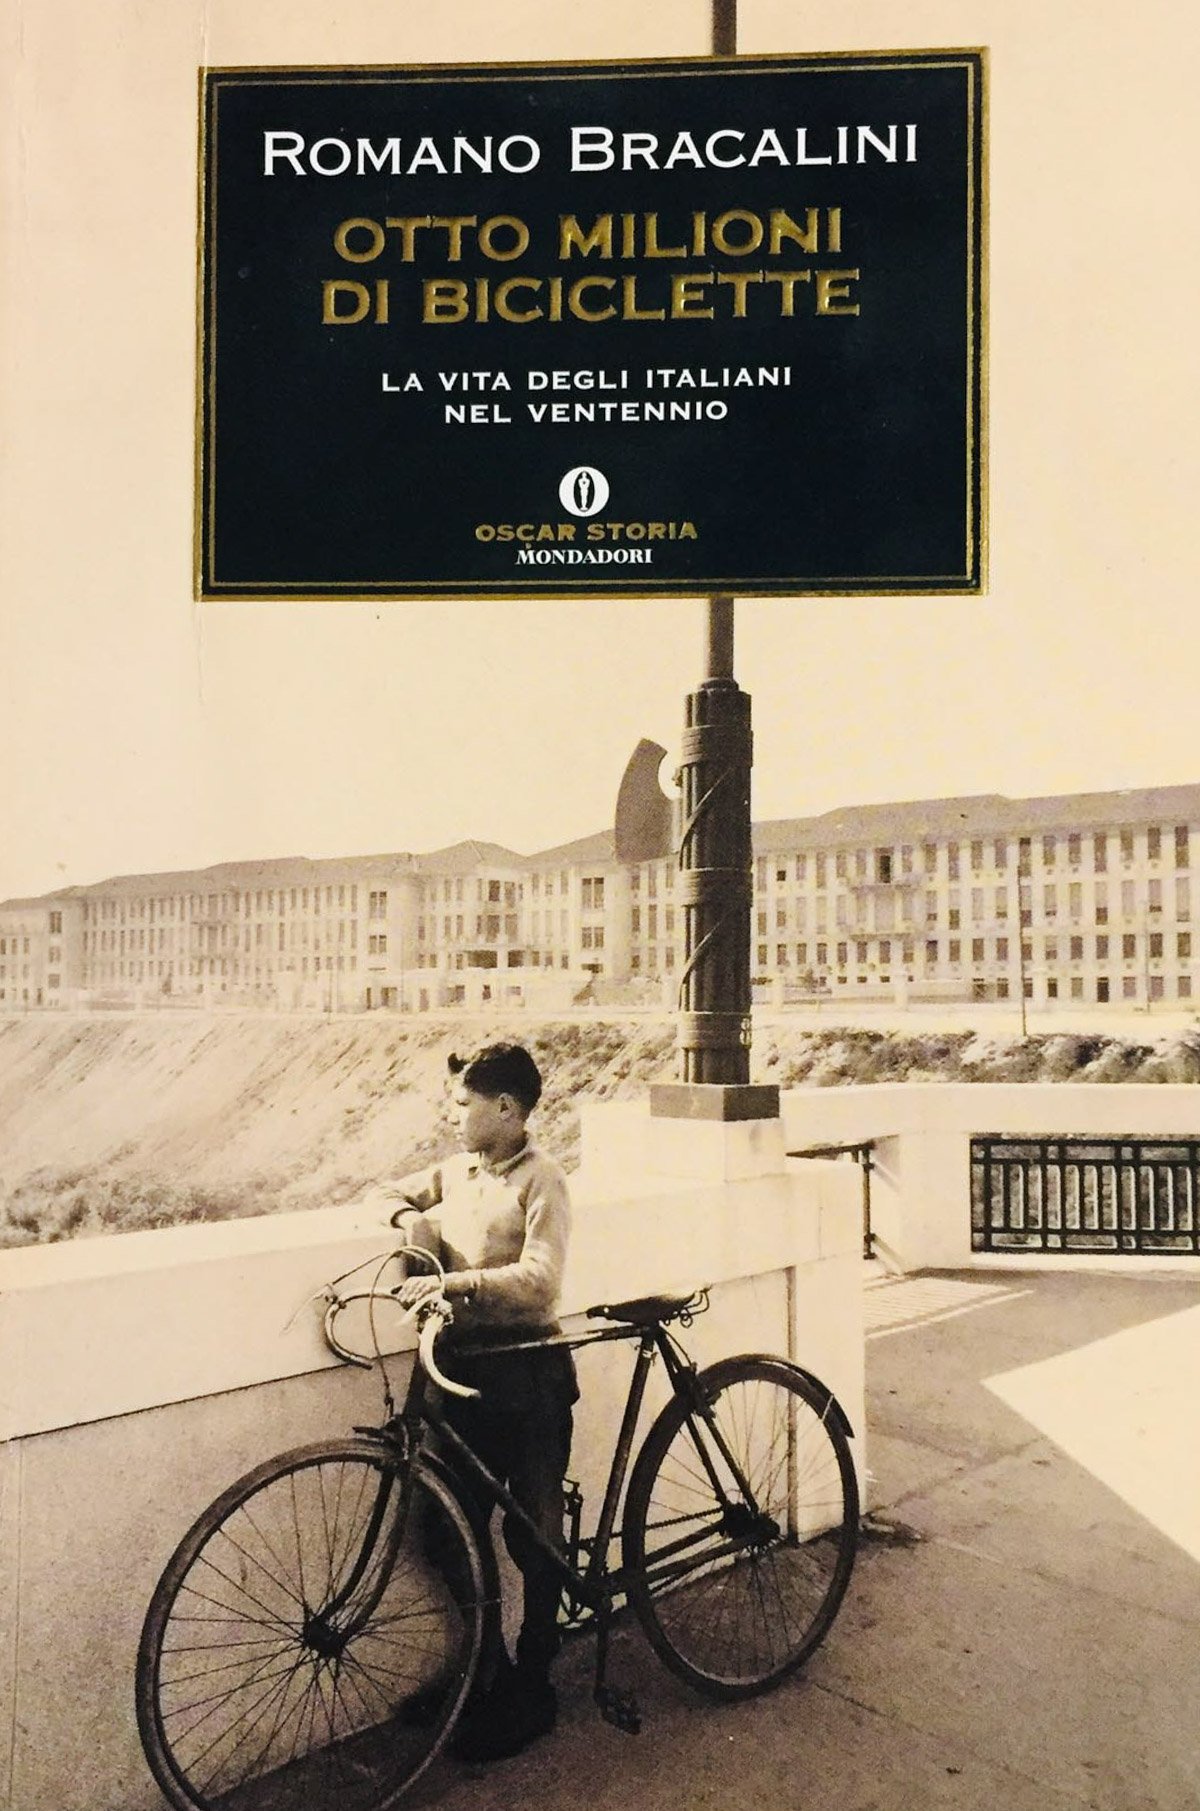 ROMANO BRACALINI
OTTO MILIONI
DI BICICLETTE
LA VITA DEGLI ITALIANI
NEL VENTENNIO
OSCAR STORIA
MONDADORI